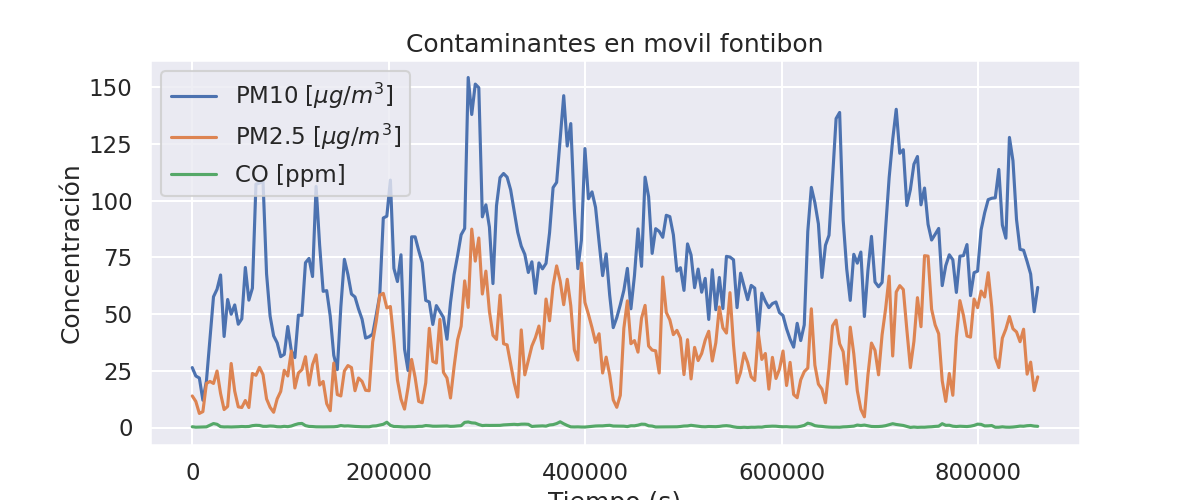 Contaminantes en movil fontibon
PM10 [μg/m³]
PM2.5 [μg/m³]
CO [ppm]
Concentración
150
125
100
75
50
25
0
0 200000 400000 600000 800000
Tiempo (s)